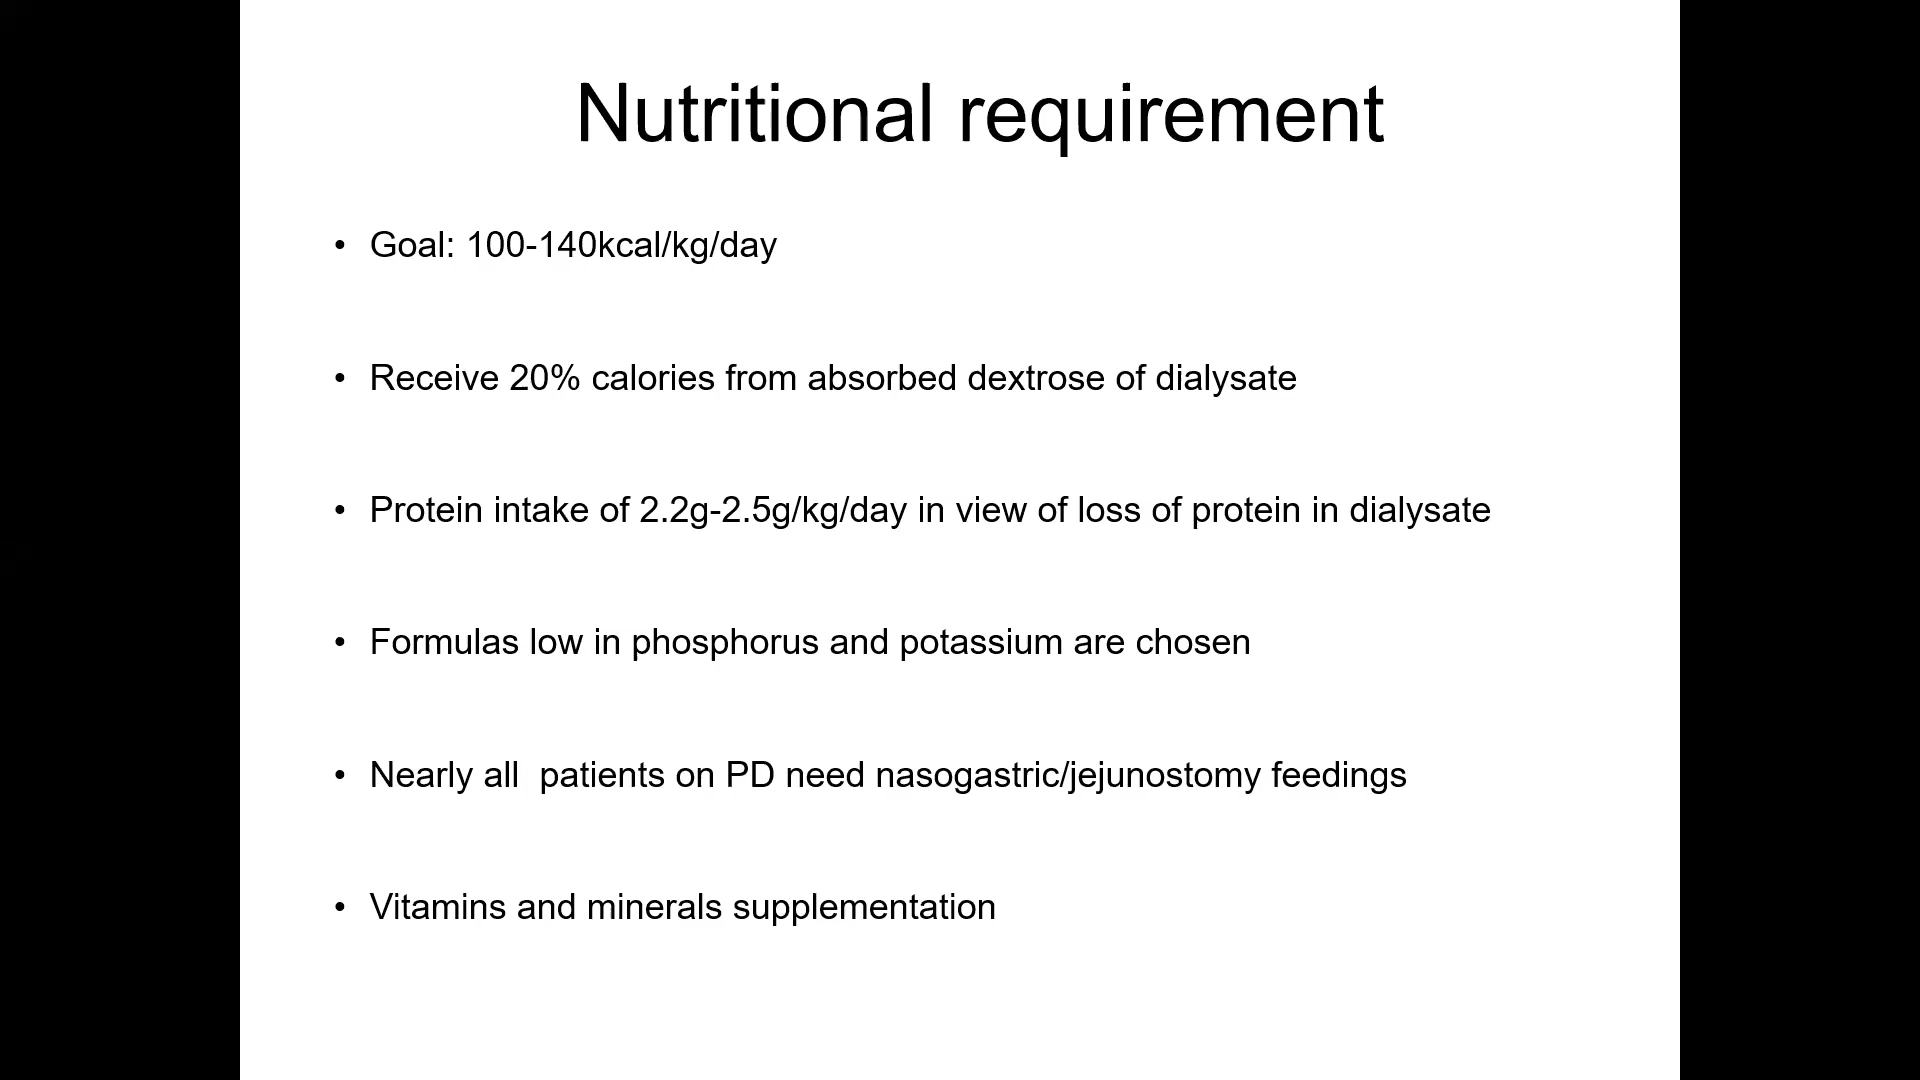 Nutritional requirement
• Goal: 100-140kcal/kg/day
• Receive 20% calories from absorbed dextrose of dialysate
• Protein intake of 2.2g-2.5g/kg/day in view of loss of protein in dialysate
• Formulas low in phosphorus and potassium are chosen
• Nearly all  patients on PD need nasogastric/jejunostomy feedings
• Vitamins and minerals supplementation